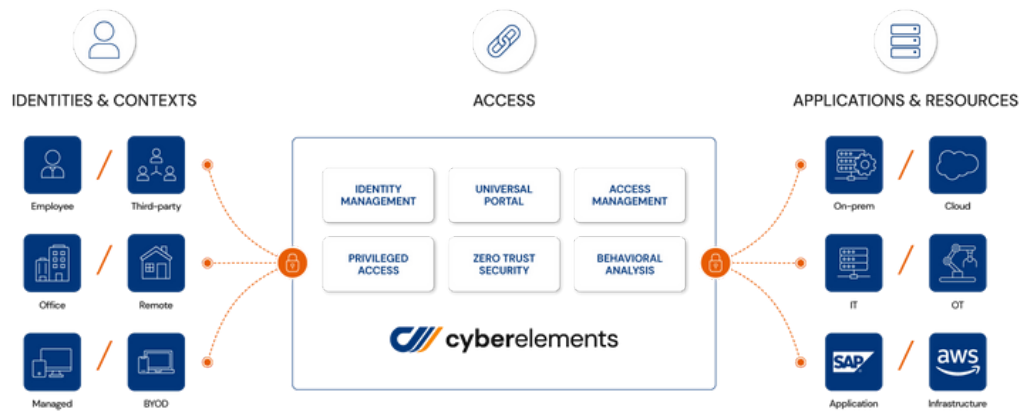 IDENTITIES & CONTEXTS
ACCESS
APPLICATIONS & RESOURCES
Employee
Third-party
Office
Remote
Managed
BYOD
IDENTITY
MANAGEMENT
UNIVERSAL
PORTAL
ACCESS
MANAGEMENT
PRIVILEGED
ACCESS
ZERO TRUST
SECURITY
BEHAVIORAL
ANALYSIS
cyberelements
On-prem
Cloud
IT
OT
SAP
aws
Application
Infrastructure